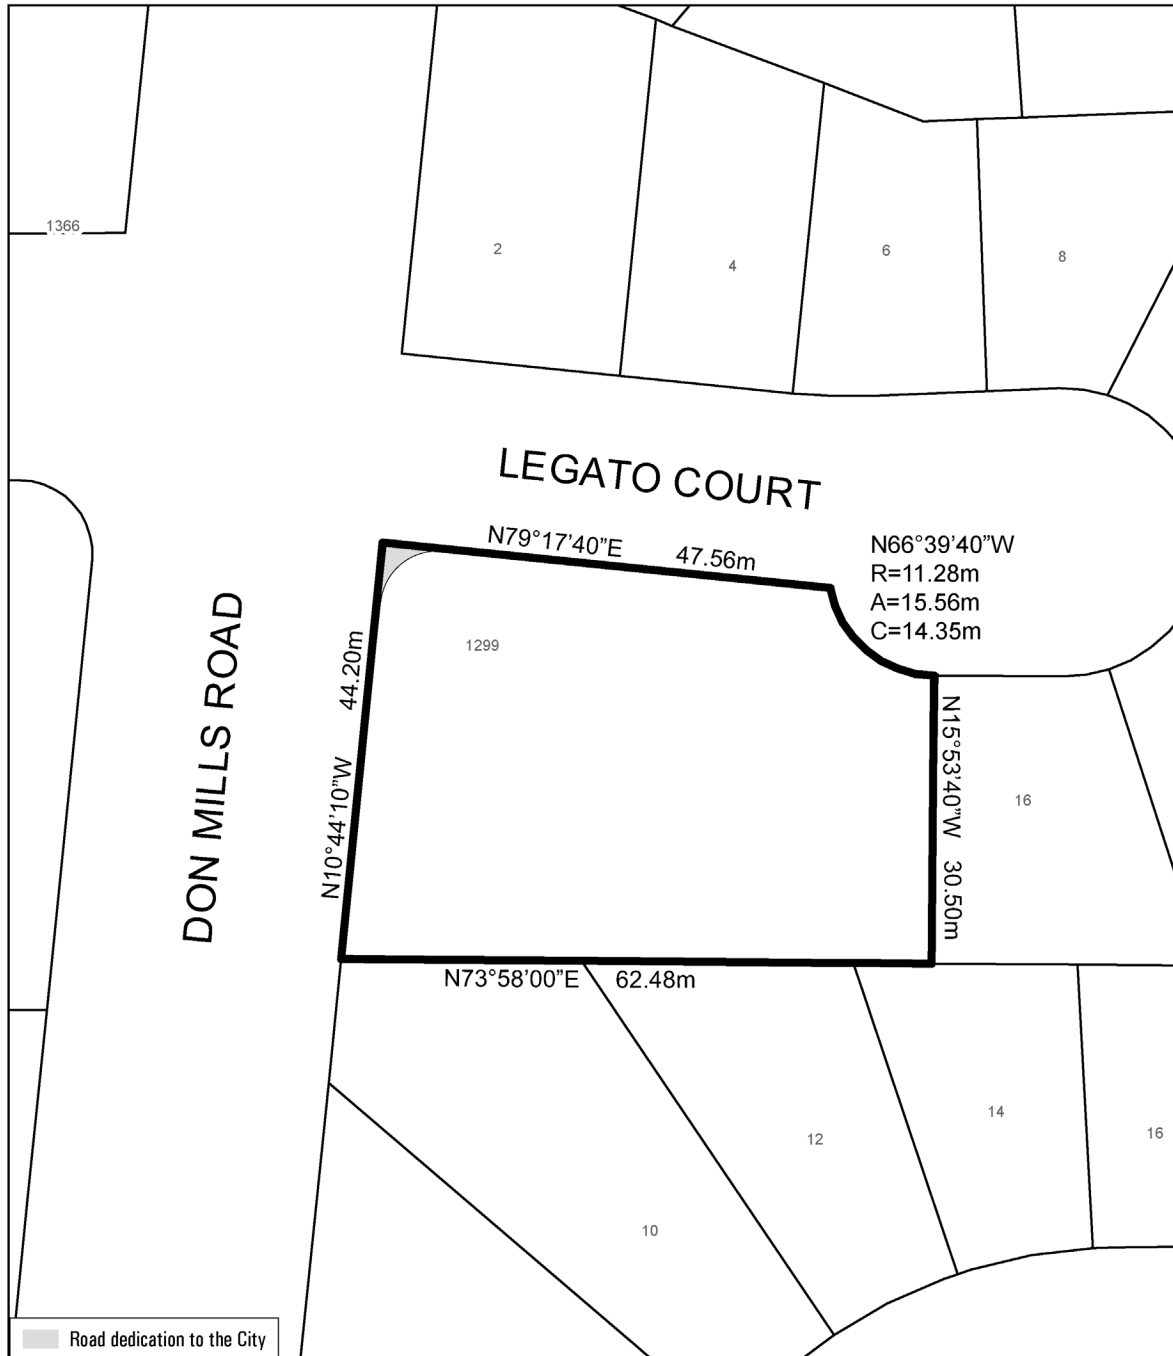 1366
2
4
6
8
LEGATO COURT
N79°17'40"E 47.56m
N66°39'40"W
R=11.28m
A=15.56m
C=14.35m
1299
DON MILLS ROAD
N10°44'10"W 44.20m
N15°53'40"W 30.50m
16
N73°58'00"E 62.48m
10
12
14
16
Road dedication to the City